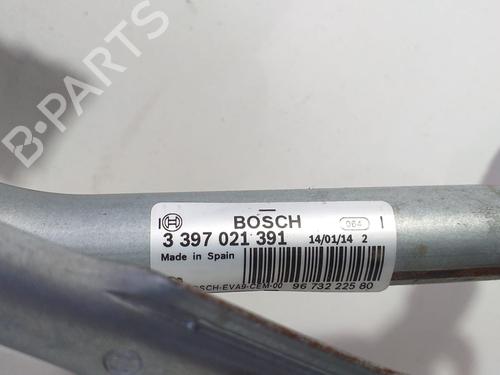 B-PARTS
BOSCH 064
3 397 021 391 14/01/14 2
Made in Spain
OSCH-EVA9-CEM-00 96 732 225 80